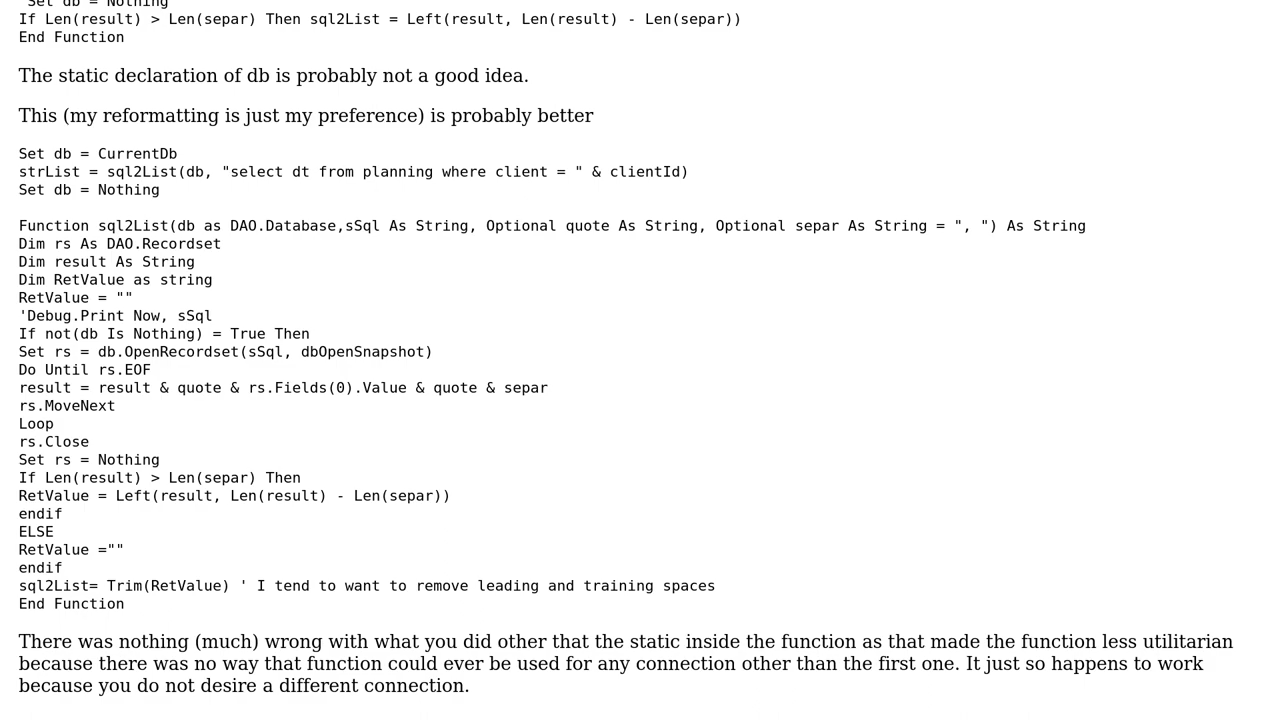 'Set db = Nothing
If Len(result) > Len(separ) Then sql2List = Left(result, Len(result) - Len(separ))
End Function
The static declaration of db is probably not a good idea.
This (my reformatting is just my preference) is probably better
Set db = CurrentDb
strList = sql2List(db, "select dt from planning where client = " & clientId)
Set db = Nothing
Function sql2List(db as DAO.Database,sSql As String, Optional quote As String, Optional separ As String = ", ") As String
Dim rs As DAO.Recordset
Dim result As String
Dim RetValue as string
RetValue = ""
'Debug.Print Now, sSql
If not(db Is Nothing) = True Then
Set rs = db.OpenRecordset(sSql, dbOpenSnapshot)
Do Until rs.EOF
result = result & quote & rs.Fields(0).Value & quote & separ
rs.MoveNext
Loop
rs.Close
Set rs = Nothing
If Len(result) > Len(separ) Then
RetValue = Left(result, Len(result) - Len(separ))
endif
ELSE
RetValue =""
endif
sql2List= Trim(RetValue) ' I tend to want to remove leading and training spaces
End Function
There was nothing (much) wrong with what you did other that the static inside the function as that made the function less utilitarian
because there was no way that function could ever be used for any connection other than the first one. It just so happens to work
because you do not desire a different connection.